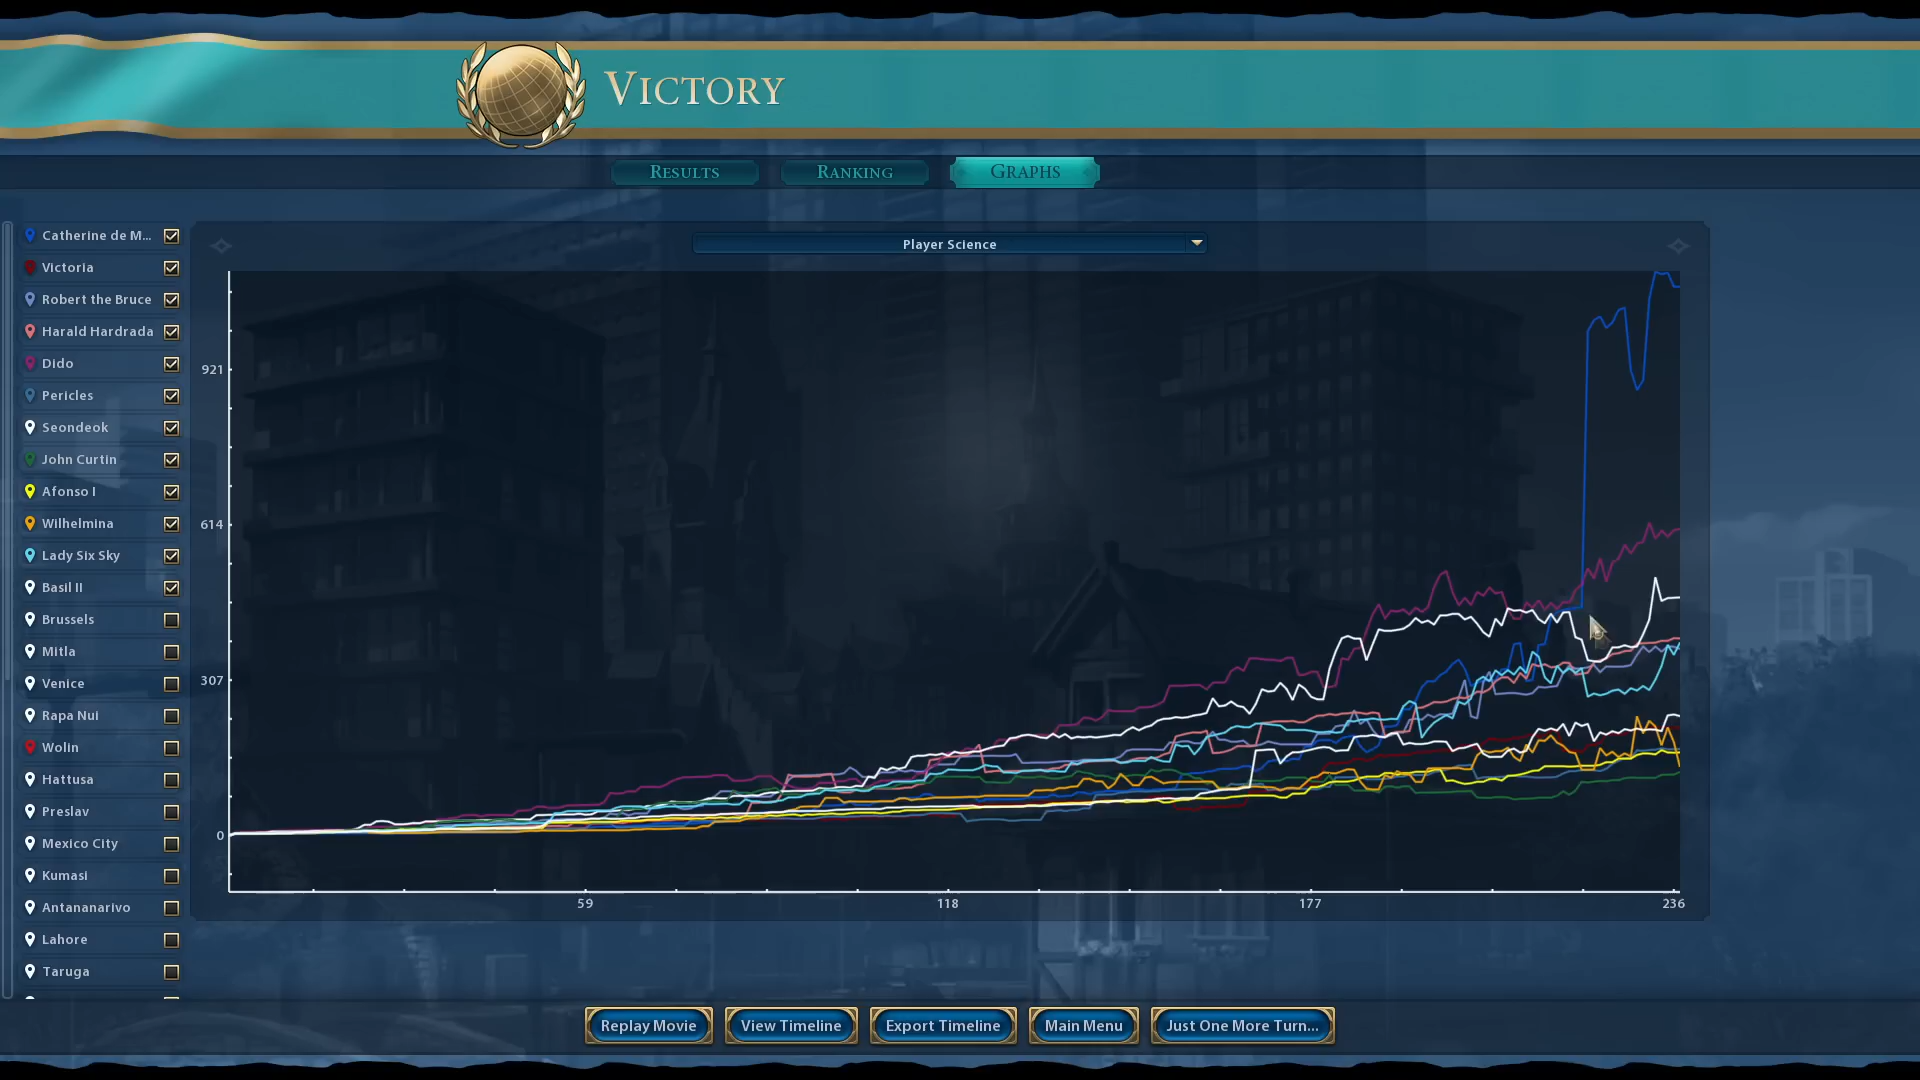 VICTORY
RESULTS
RANKING
GRAPHS
Catherine de M...
Victoria
Robert the Bruce
Harald Hardrada
Dido
Pericles
Seondeok
John Curtin
Afonso I
Wilhelmina
Lady Six Sky
Basil II
Brussels
Mitla
Venice
Rapa Nui
Wolin
Hattusa
Preslav
Mexico City
Kumasi
Antananarivo
Lahore
Taruga
Player Science
921
614
307
0
59
118
177
236
Replay Movie
View Timeline
Export Timeline
Main Menu
Just One More Turn...